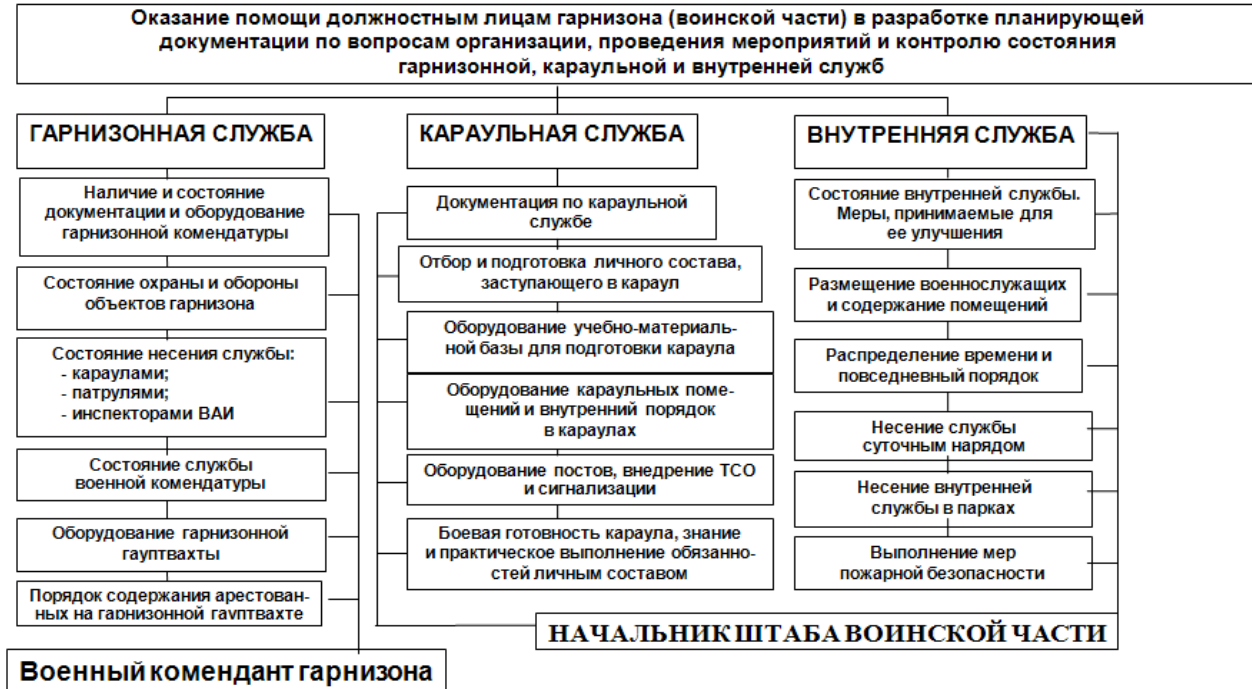 Оказание помощи должностным лицам гарнизона (воинской части) в разработке планирующей
документации по вопросам организации, проведения мероприятий и контролю состояния
гарнизонной, караульной и внутренней служб
ГАРНИЗОННАЯ СЛУЖБА
Наличие и состояние
документации и оборудование
гарнизонной комендатуры
Состояние охраны и обороны
объектов гарнизона
Состояние несения службы:
- караулами;
- патрулями;
- инспекторами ВАИ
Состояние службы
военной комендатуры
Оборудование гарнизонной
гауптвахты
Порядок содержания арестован-
ных на гарнизонной гауптвахте
Военный комендант гарнизона
КАРАУЛЬНАЯ СЛУЖБА
Документация по караульной
службе
Отбор и подготовка личного состава,
заступающего в караул
Оборудование учебно-материаль-
ной базы для подготовки караула
Оборудование караульных поме-
щений и внутренний порядок
в караулах
Оборудование постов, внедрение ТСО
и сигнализации
Боевая готовность караула, знание
и практическое выполнение обязанно-
стей личным составом
ВНУТРЕННЯЯ СЛУЖБА
Состояние внутренней службы.
Меры, принимаемые для
ее улучшения
Размещение военнослужащих
и содержание помещений
Распределение времени и
повседневный порядок
Несение службы
суточным нарядом
Несение внутренней
службы в парках
Выполнение мер
пожарной безопасности
НАЧАЛЬНИК ШТАБА ВОИНСКОЙ ЧАСТИ